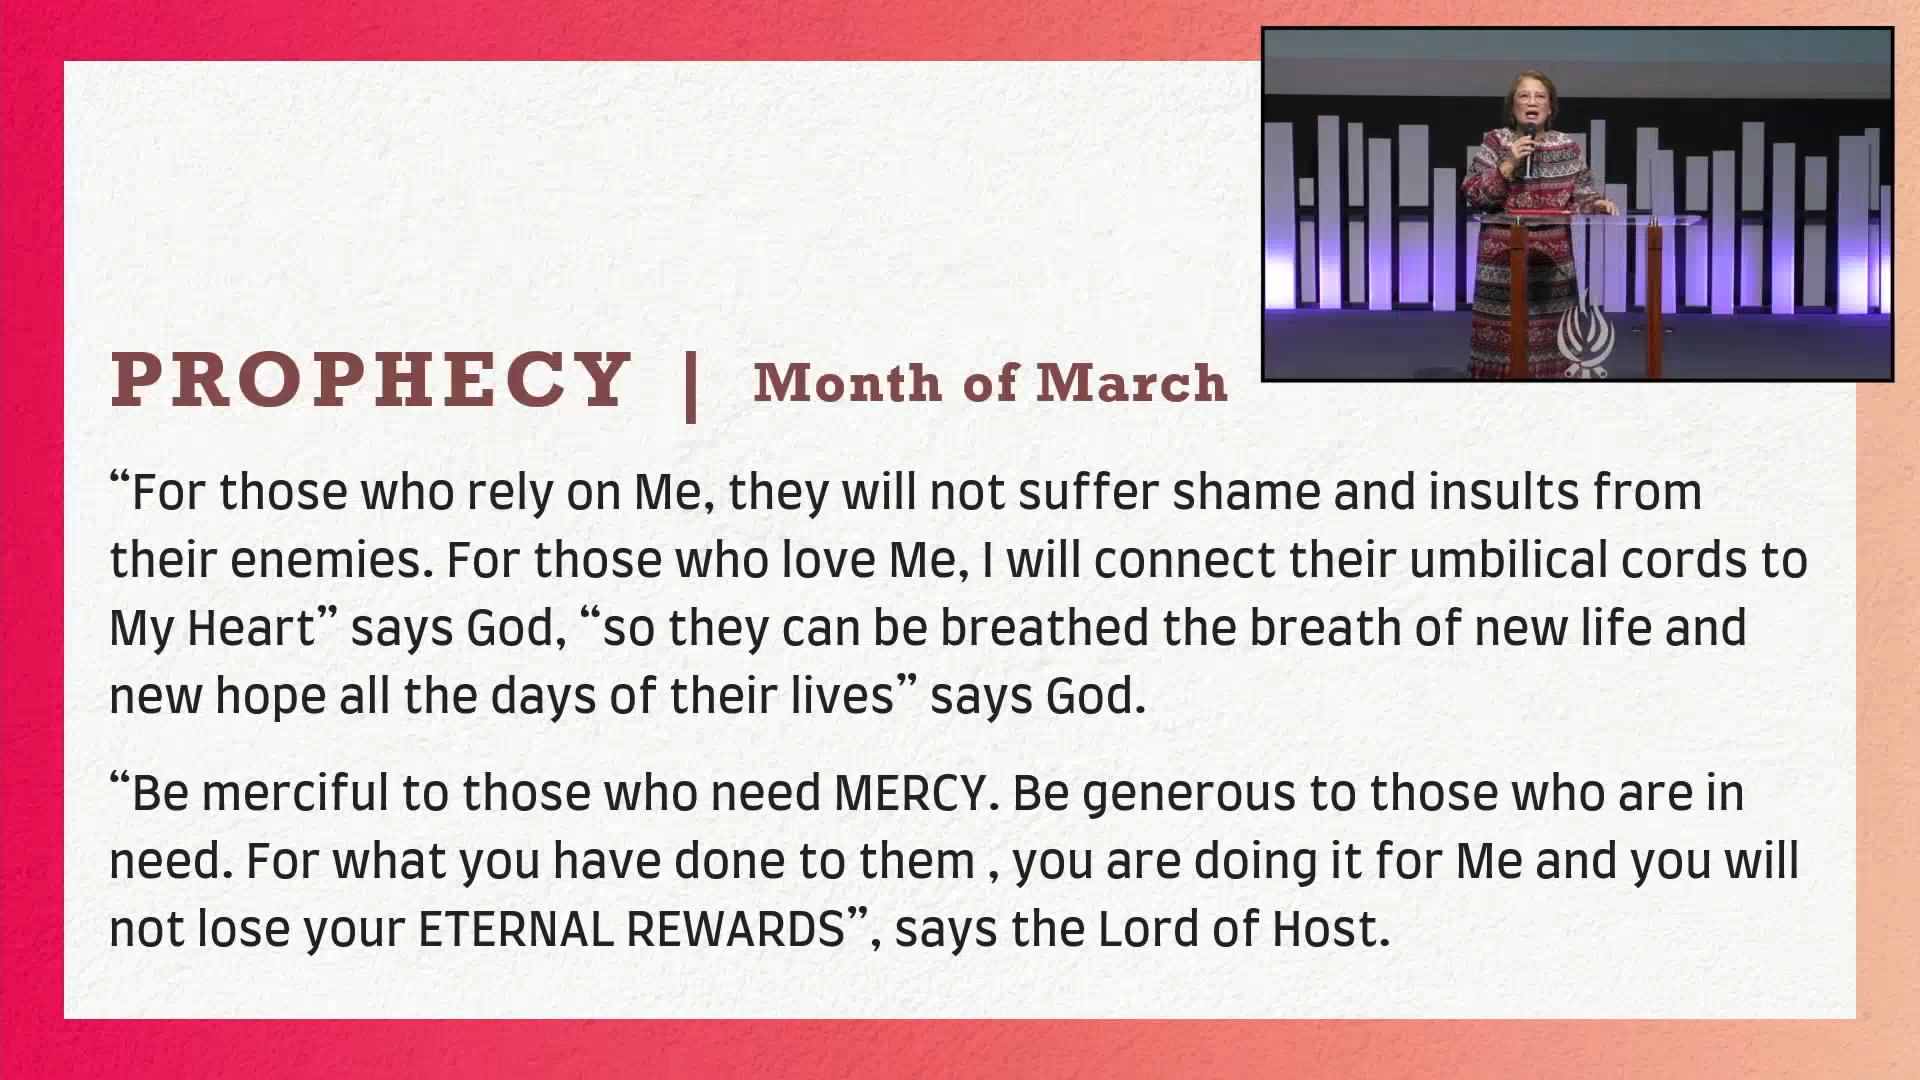 PROPHECY | Month of March
“For those who rely on Me, they will not suffer shame and insults from
their enemies. For those who love Me, I will connect their umbilical cords to
My Heart” says God, “so they can be breathed the breath of new life and
new hope all the days of their lives” says God.
“Be merciful to those who need MERCY. Be generous to those who are in
need. For what you have done to them , you are doing it for Me and you will
not lose your ETERNAL REWARDS”, says the Lord of Host.